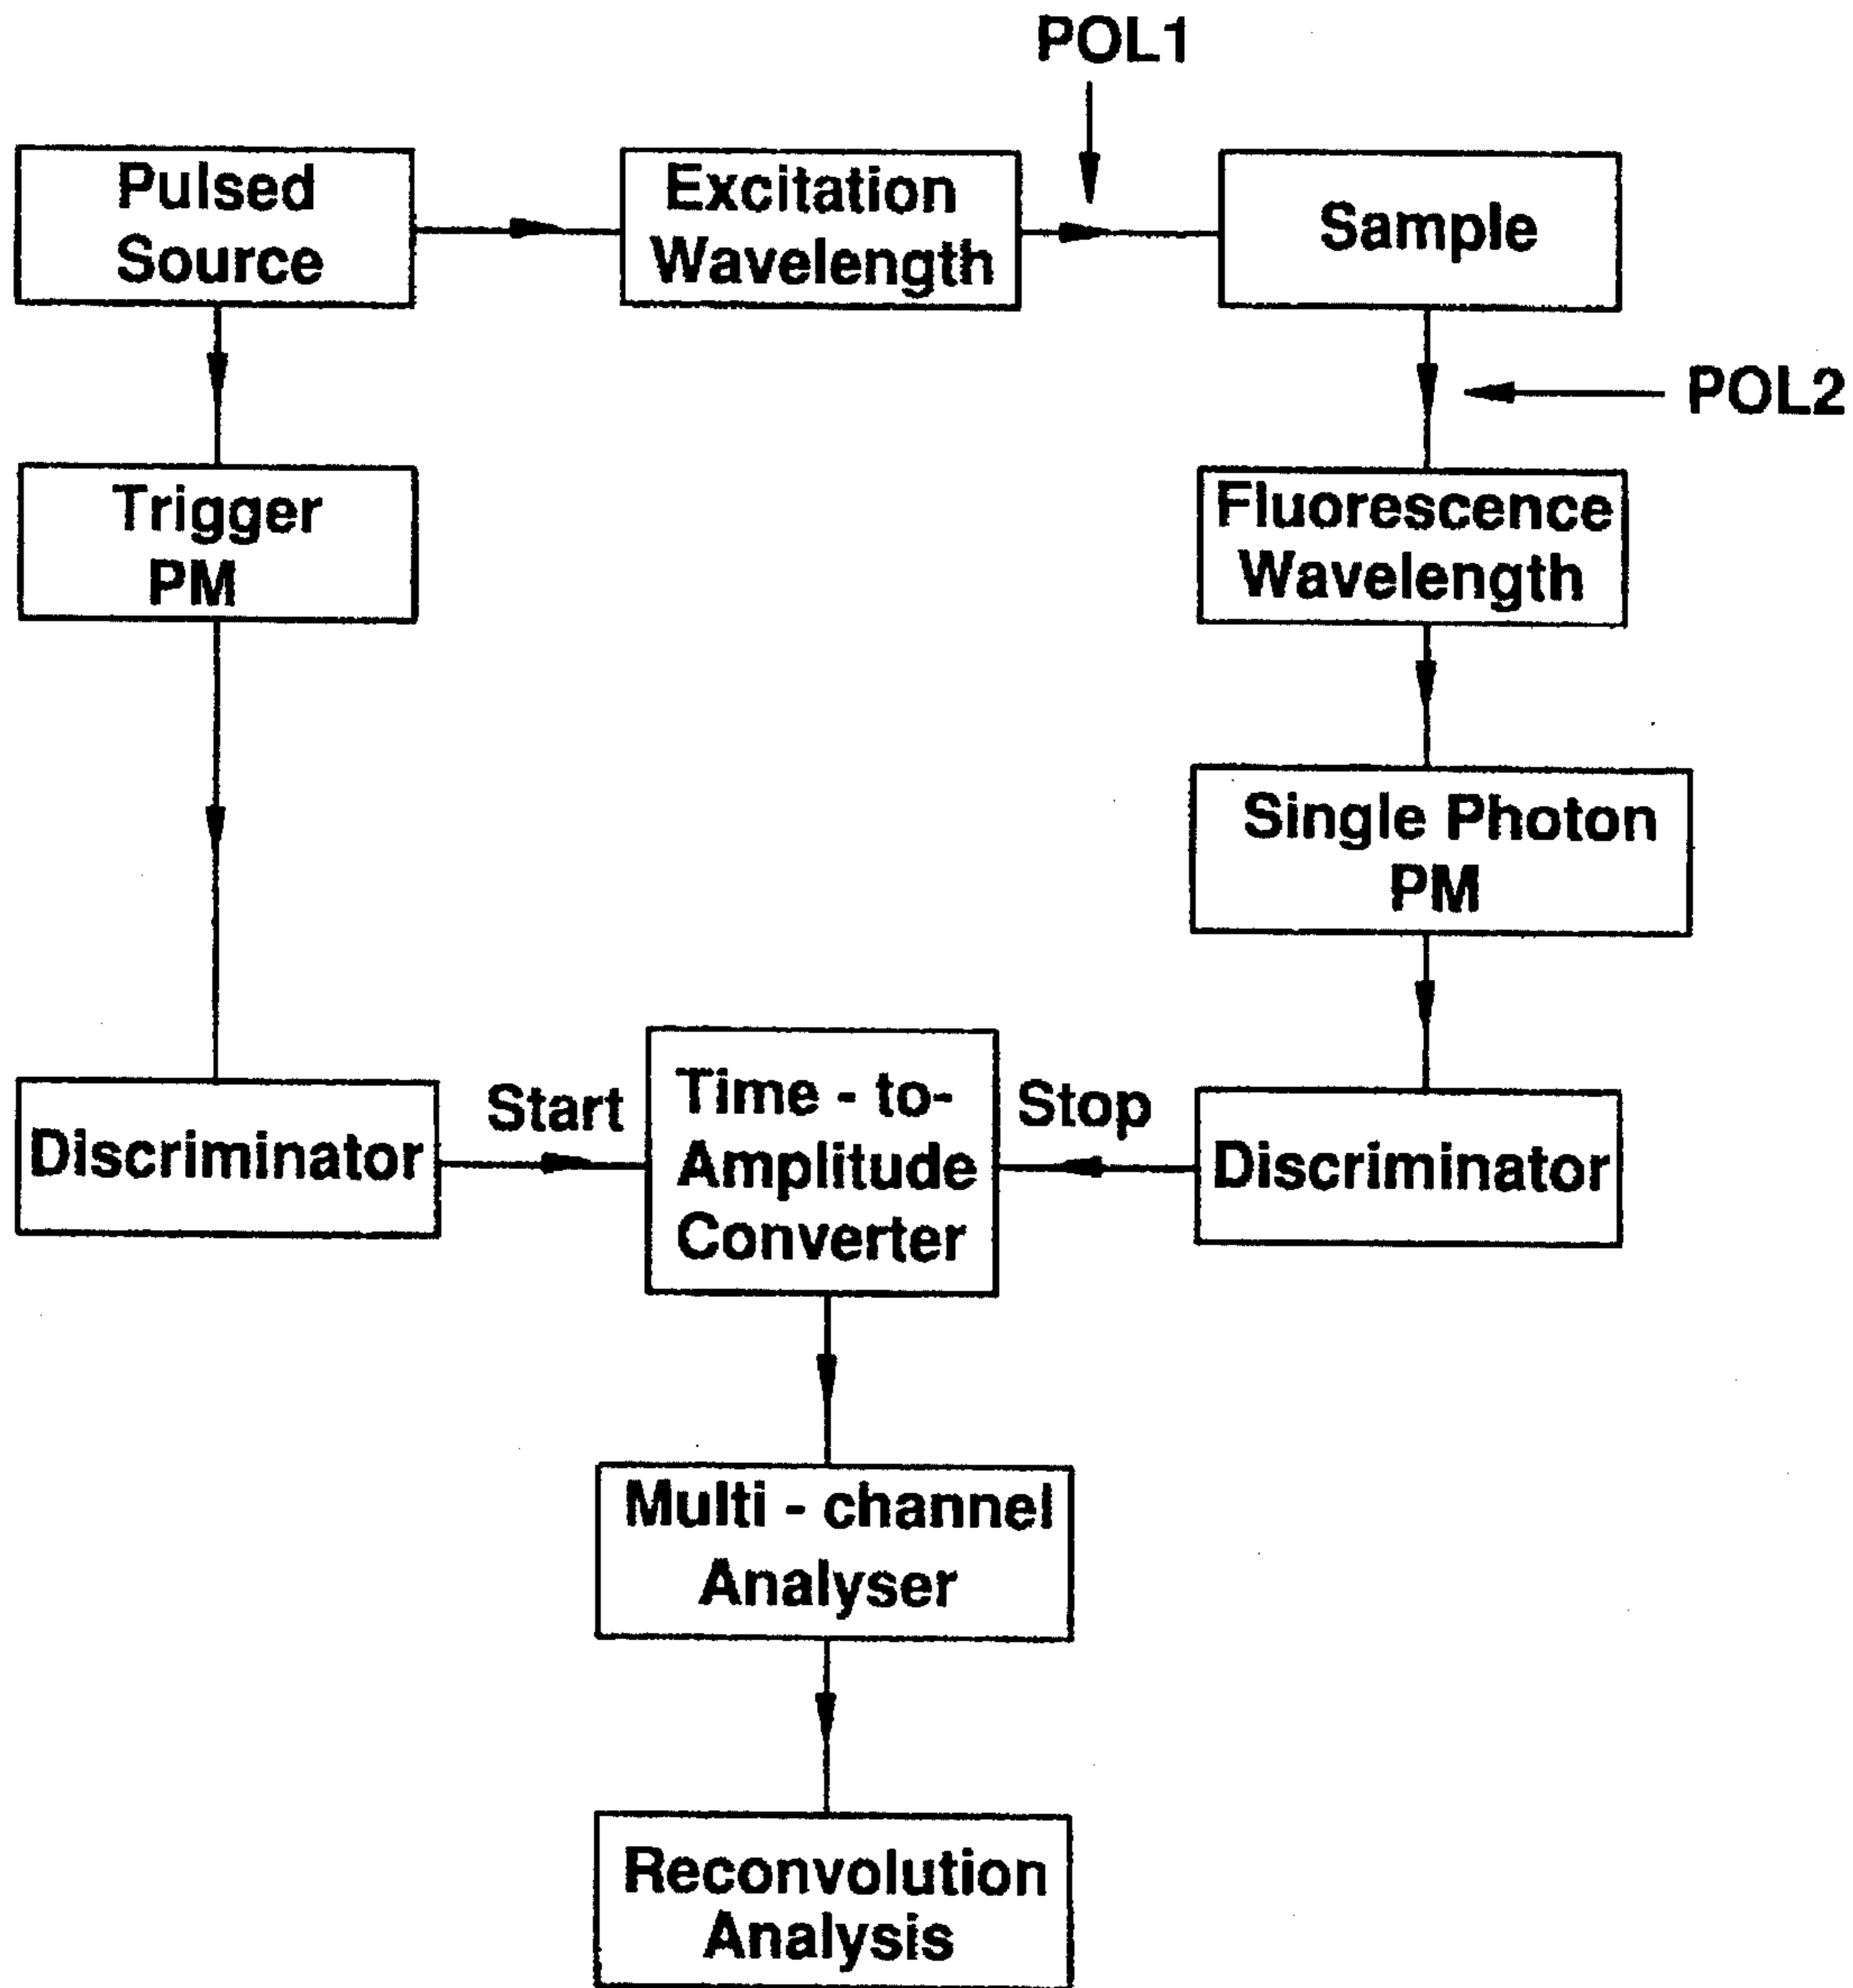 POL1
Pulsed
Source
Excitation
Wavelength
Sample
POL2
Trigger
PM
Fluorescence
Wavelength
Single Photon
PM
Discriminator
Start
Time - to-
Amplitude
Converter
Stop
Discriminator
Multi - channel
Analyser
Reconvolution
Analysis